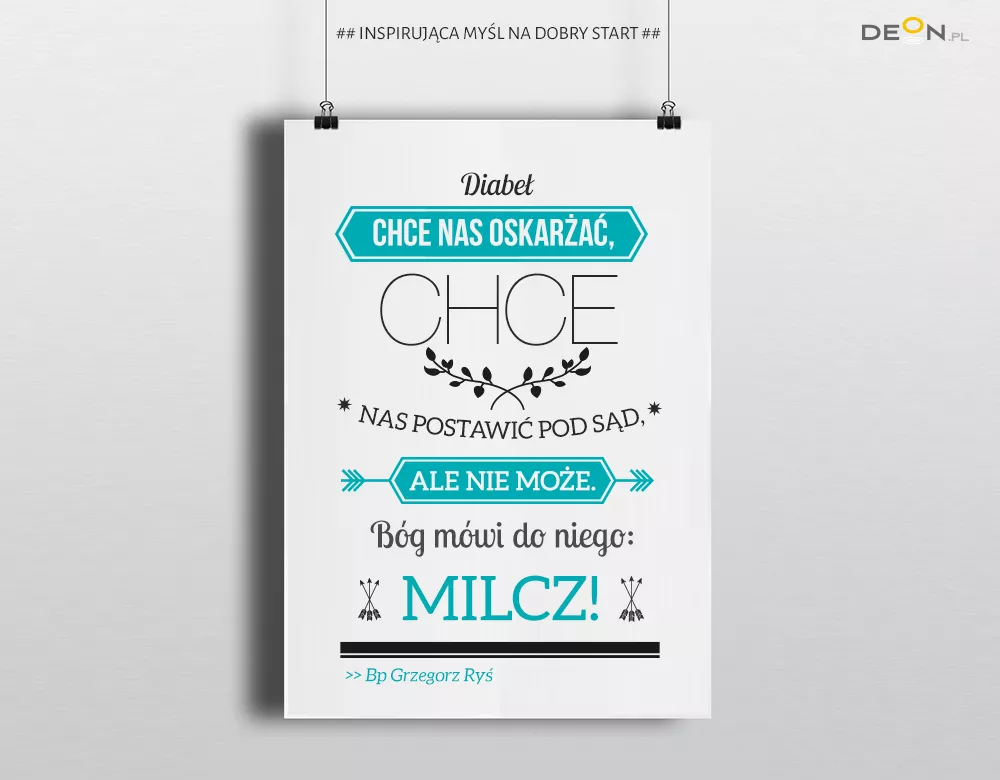 ## INSPIRUJĄCA MYŚL NA DOBRY START ##
DEON.PL
Diabeł
CHCE NAS OSKARŻAĆ,
CHCE
NAS POSTAWIĆ POD SĄD,
ALE NIE MOŻE.
Bóg mówi do niego:
MILCZ!
>> Bp Grzegorz Ryś